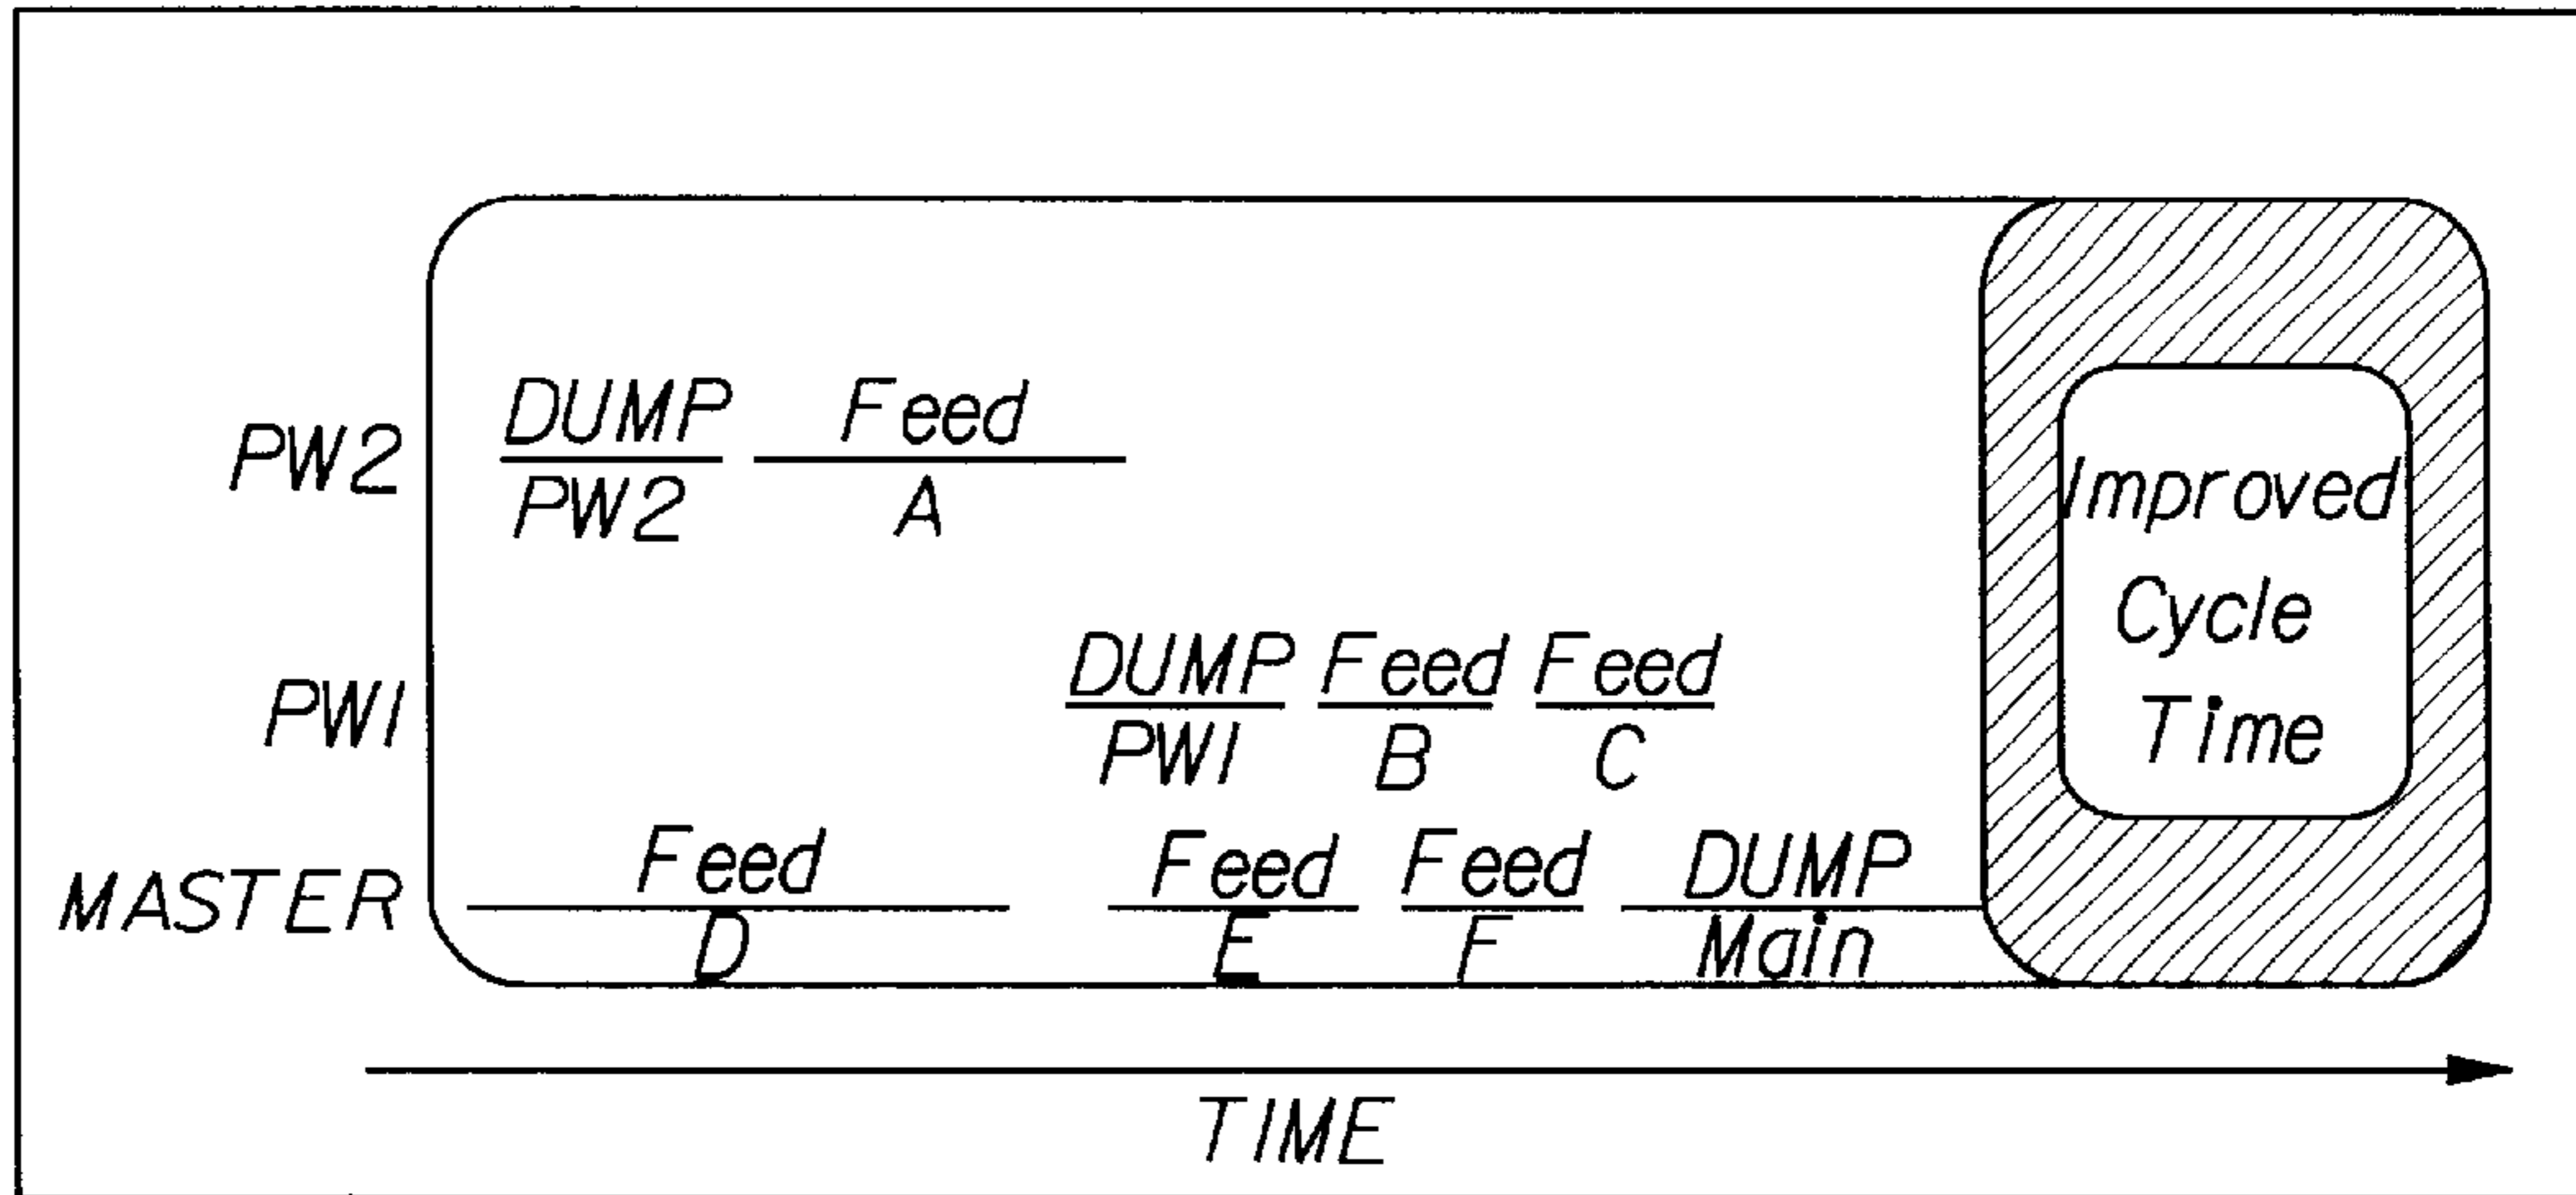 DUMP Feed
PW2
PW2 A
DUMP Feed Feed
PW1
PW1 B C
Feed Feed Feed DUMP
MASTER
D E F Main
Improved
Cycle
Time
TIME